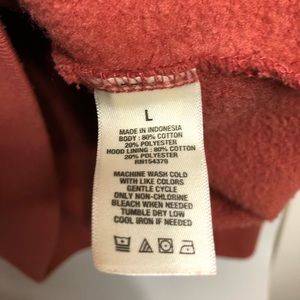 L
MADE IN INDONESIA
BODY : 80% COTTON
20% POLYESTER
HOOD LINING : 80% COTTON
20% POLYESTER
RN154376
MACHINE WASH COLD
WITH LIKE COLORS
GENTLE CYCLE
ONLY NON-CHLORINE
BLEACH WHEN NEEDED
TUMBLE DRY LOW
COOL IRON IF NEEDED